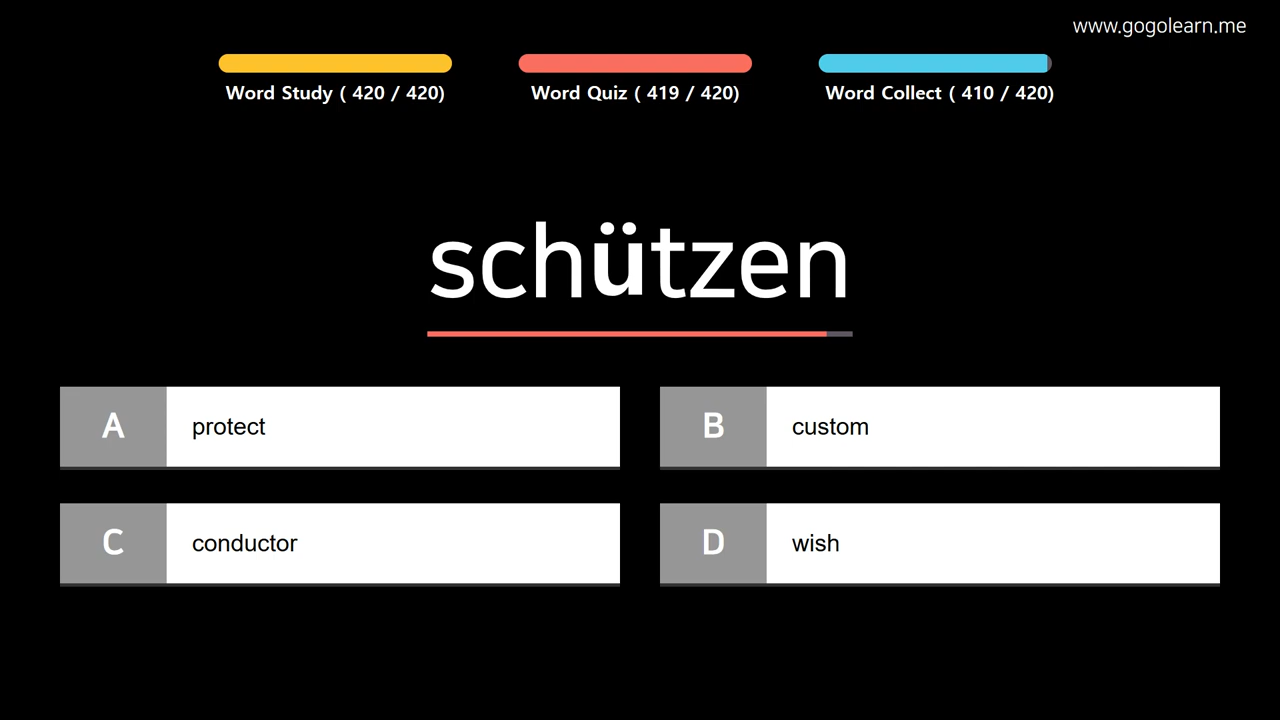 www.gogolearn.me
Word Study ( 420 / 420)
Word Quiz ( 419 / 420)
Word Collect ( 410 / 420)
schützen
A protect
B custom
C conductor
D wish